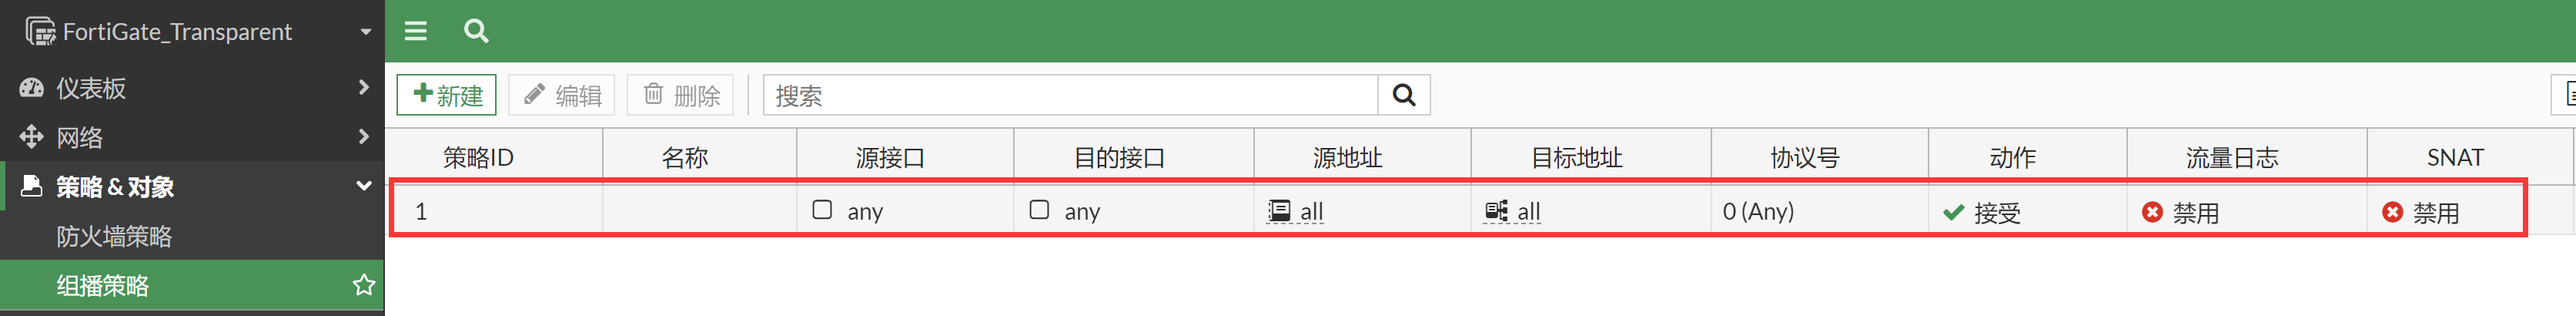 FortiGate_Transparent
仪表板
网络
策略 & 对象
防火墙策略
组播策略
新建 编辑 删除 搜索
策略ID 名称 源接口 目的接口 源地址 目标地址 协议号 动作 流量日志 SNAT
1 any any all all 0 (Any) 接受 禁用 禁用